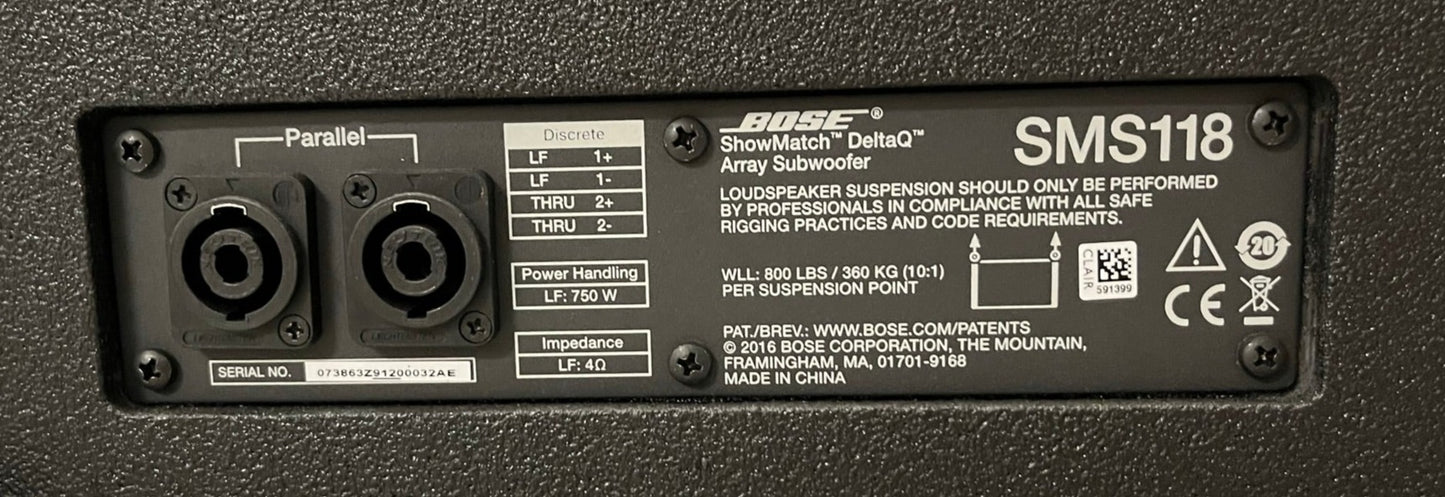 Parallel
Discrete
LF 1+
LF 1-
THRU 2+
THRU 2-
Power Handling
LF: 750 W
Impedance
LF: 4Ω
SERIAL NO. 073863Z91200032AE
BOSE®
ShowMatch™ DeltaQ™
Array Subwoofer
SMS118
LOUDSPEAKER SUSPENSION SHOULD ONLY BE PERFORMED
BY PROFESSIONALS IN COMPLIANCE WITH ALL SAFE
RIGGING PRACTICES AND CODE REQUIREMENTS.
WLL: 800 LBS / 360 KG (10:1)
PER SUSPENSION POINT
CLAIR
591399
20
CE
PAT./BREV.: WWW.BOSE.COM/PATENTS
© 2016 BOSE CORPORATION, THE MOUNTAIN,
FRAMINGHAM, MA, 01701-9168
MADE IN CHINA